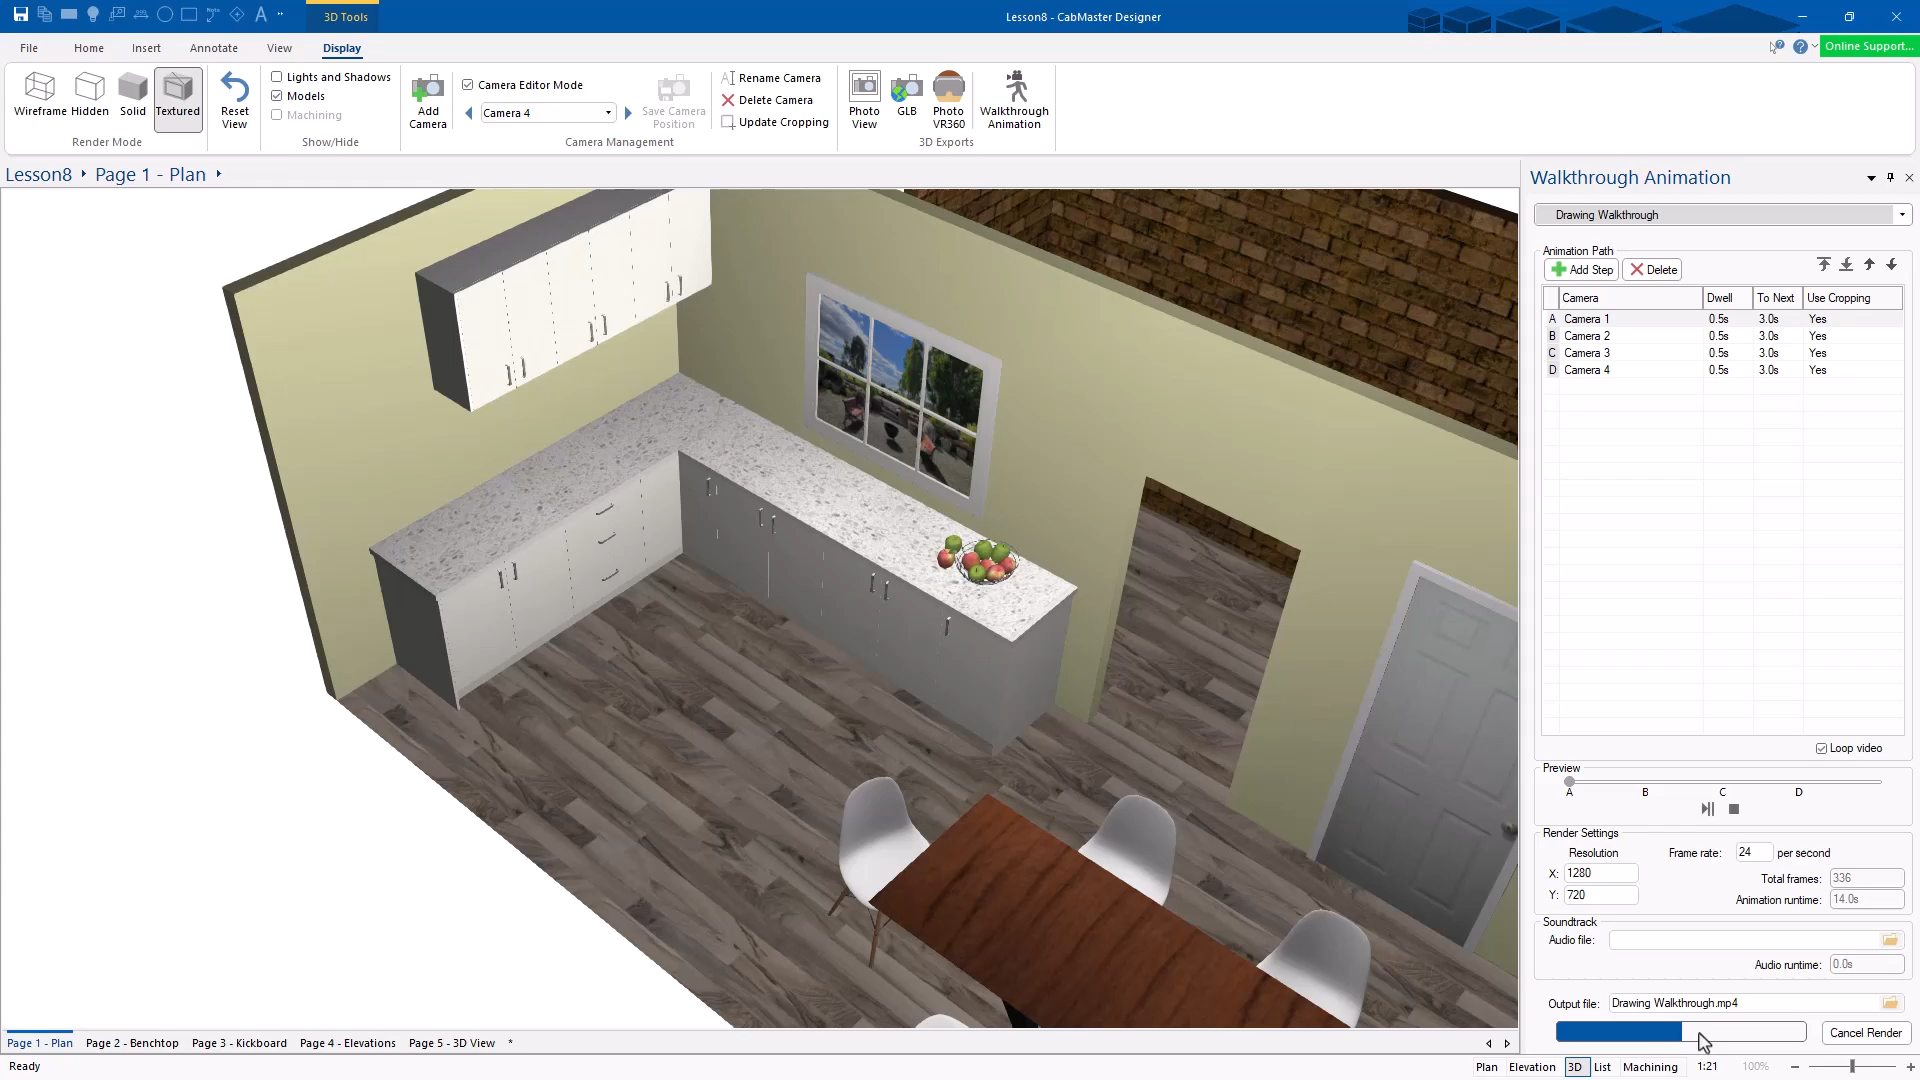 3D Tools
Lesson8 - CabMaster Designer
File Home Insert Annotate View Display
Online Support...
Wireframe Hidden Solid Textured
Render Mode
Reset View
Lights and Shadows
Models
Machining
Show/Hide
Add Camera
Camera Editor Mode
Camera 4
Save Camera Position
Rename Camera
Delete Camera
Update Cropping
Camera Management
Photo View
GLB
Photo VR360
Walkthrough Animation
3D Exports
Lesson8 Page 1 - Plan
Walkthrough Animation
Drawing Walkthrough
Animation Path
Add Step Delete
Camera Dwell To Next Use Cropping
A Camera 1 0.5s 3.0s Yes
B Camera 2 0.5s 3.0s Yes
C Camera 3 0.5s 3.0s Yes
D Camera 4 0.5s 3.0s Yes
Loop video
Preview
A B C D
Render Settings
Resolution Frame rate: 24 per second
X: 1280
Total frames: 336
Y: 720
Animation runtime: 14.0s
Soundtrack
Audio file:
Audio runtime: 0.0s
Output file: Drawing Walkthrough.mp4
Cancel Render
Page 1 - Plan Page 2 - Benchtop Page 3 - Kickboard Page 4 - Elevations Page 5 - 3D View *
Ready
Plan Elevation 3D List Machining 1:21 100%